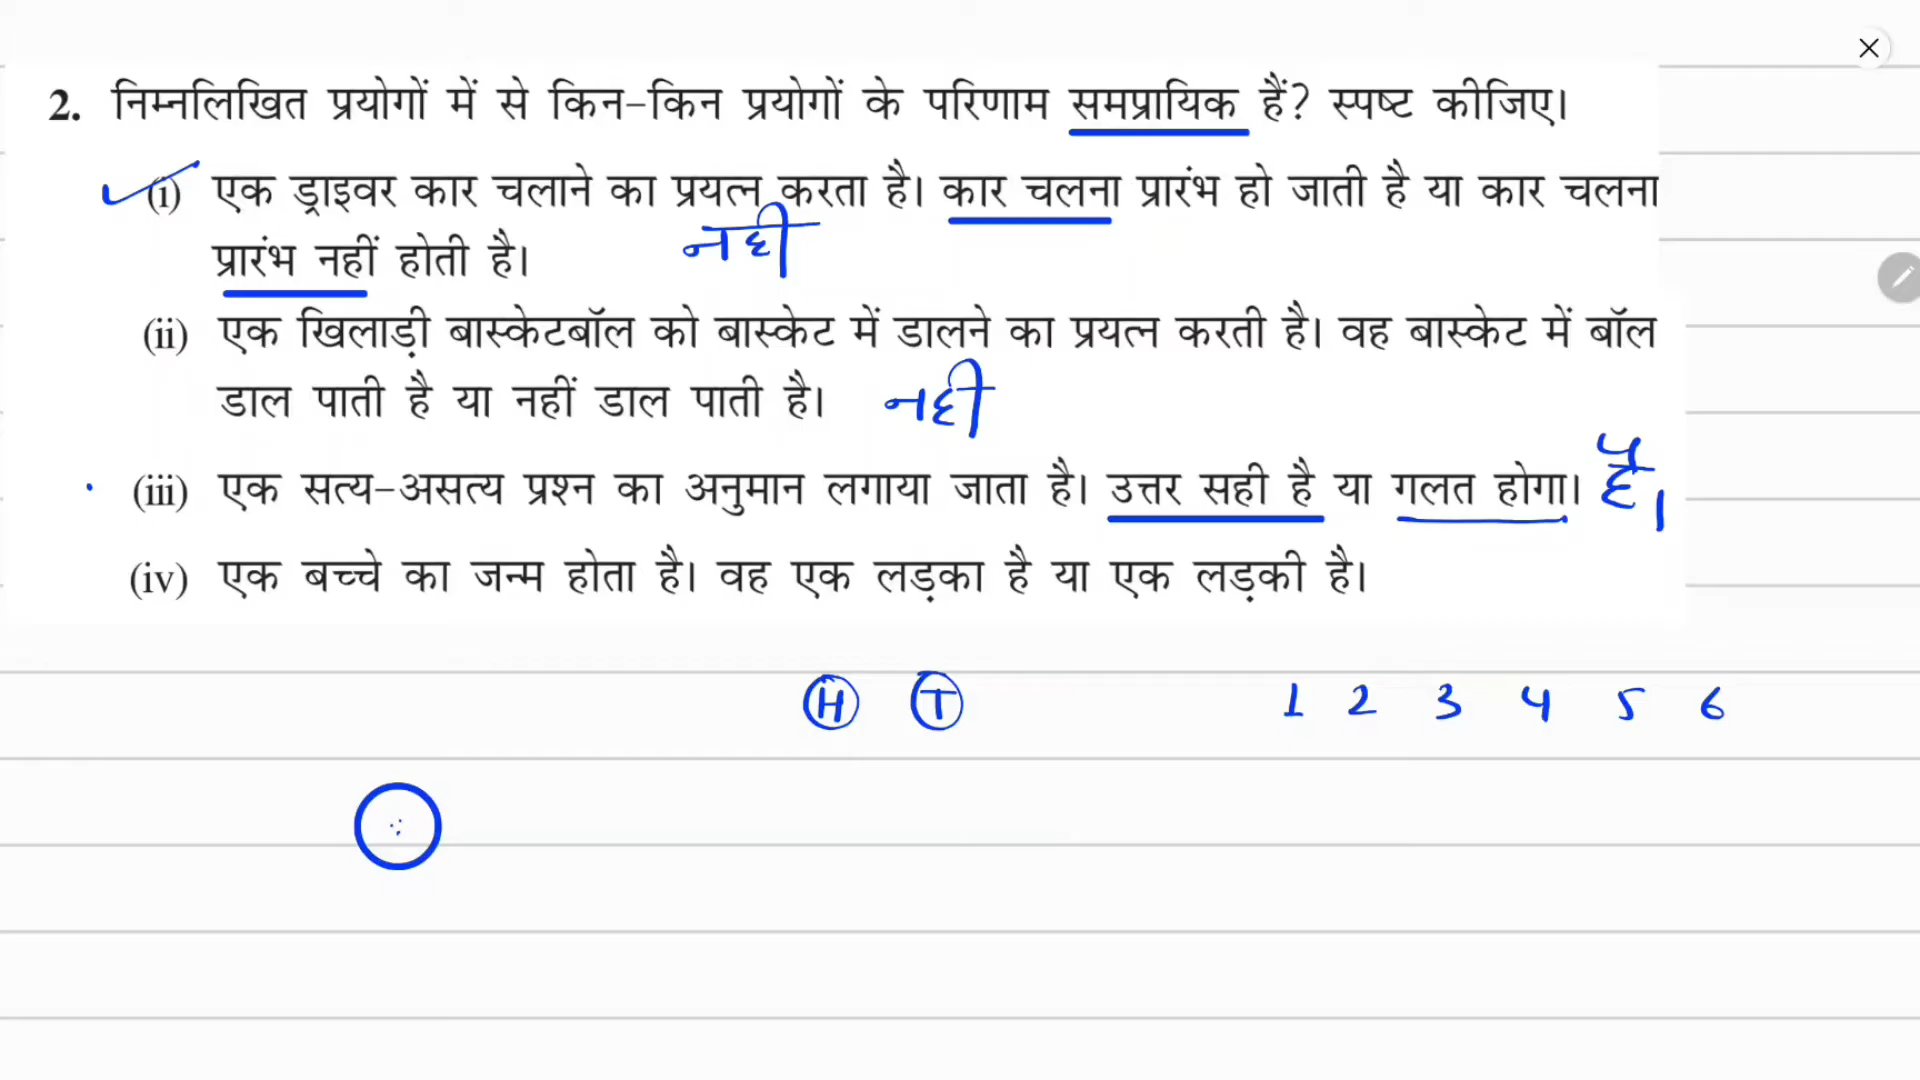 2. निम्नलिखित प्रयोगों में से किन-किन प्रयोगों के परिणाम समप्रायिक हैं? स्पष्ट कीजिए।
(i) एक ड्राइवर कार चलाने का प्रयत्न करता है। कार चलना प्रारंभ हो जाती है या कार चलना
प्रारंभ नहीं होती है। नही
(ii) एक खिलाड़ी बास्केटबॉल को बास्केट में डालने का प्रयत्न करती है। वह बास्केट में बॉल
डाल पाती है या नहीं डाल पाती है। नही
(iii) एक सत्य-असत्य प्रश्न का अनुमान लगाया जाता है। उत्तर सही है या गलत होगा। है।
(iv) एक बच्चे का जन्म होता है। वह एक लड़का है या एक लड़की है।
H T 1 2 3 4 5 6